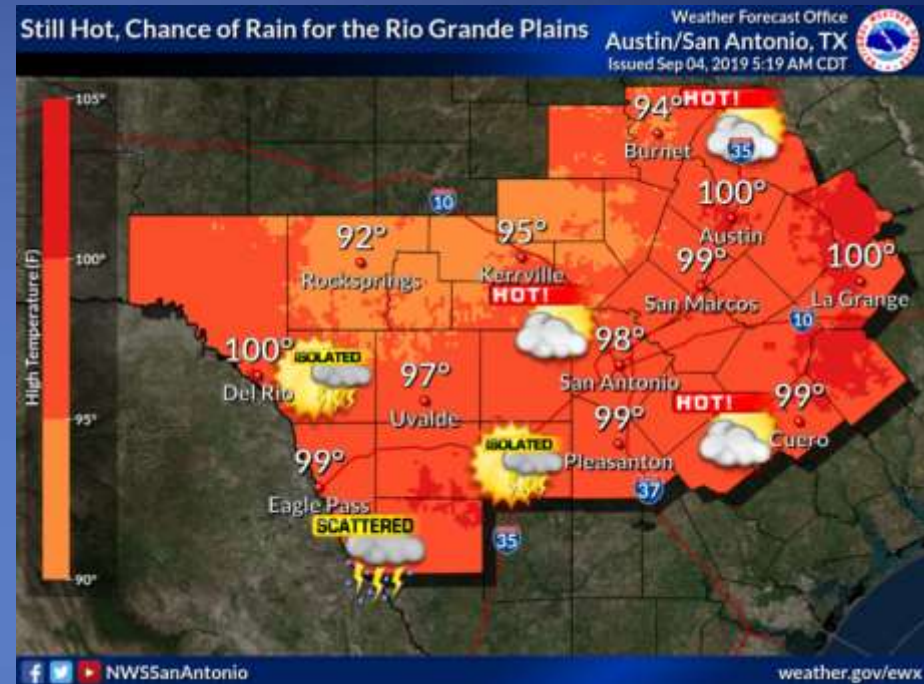 Still Hot, Chance of Rain for the Rio Grande Plains
Weather Forecast Office
Austin/San Antonio, TX
Issued Sep 04, 2019 5:19 AM CDT
High Temperature (F)
105°
100°
95°
90°
94°
HOT!
Burnet
35
10
100°
Austin
92°
Rocksprings
95°
Kerrville
99°
San Marcos
100°
La Grange
HOT!
10
100°
Del Rio
ISOLATED
97°
Uvalde
98°
San Antonio
HOT!
99°
Cuero
99°
Pleasanton
ISOLATED
99°
Eagle Pass
37
SCATTERED
35
NWSSanAntonio
weather.gov/ewx